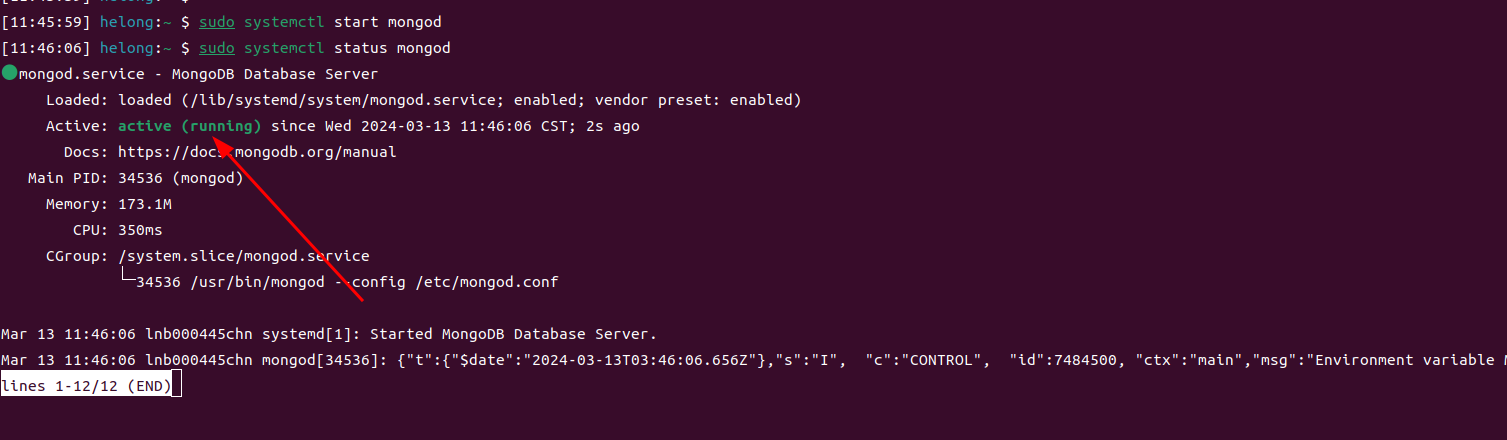 [11:45:59] helong:~ $ sudo systemctl start mongod
[11:46:06] helong:~ $ sudo systemctl status mongod
●mongod.service - MongoDB Database Server
Loaded: loaded (/lib/systemd/system/mongod.service; enabled; vendor preset: enabled)
Active: active (running) since Wed 2024-03-13 11:46:06 CST; 2s ago
Docs: https://docs.mongodb.org/manual
Main PID: 34536 (mongod)
Memory: 173.1M
CPU: 350ms
CGroup: /system.slice/mongod.service
└─34536 /usr/bin/mongod --config /etc/mongod.conf
Mar 13 11:46:06 lnb000445chn systemd[1]: Started MongoDB Database Server.
Mar 13 11:46:06 lnb000445chn mongod[34536]: {"t":{"$date":"2024-03-13T03:46:06.656Z"},"s":"I",  "c":"CONTROL",  "id":7484500, "ctx":"main","msg":"Environment variable
lines 1-12/12 (END)